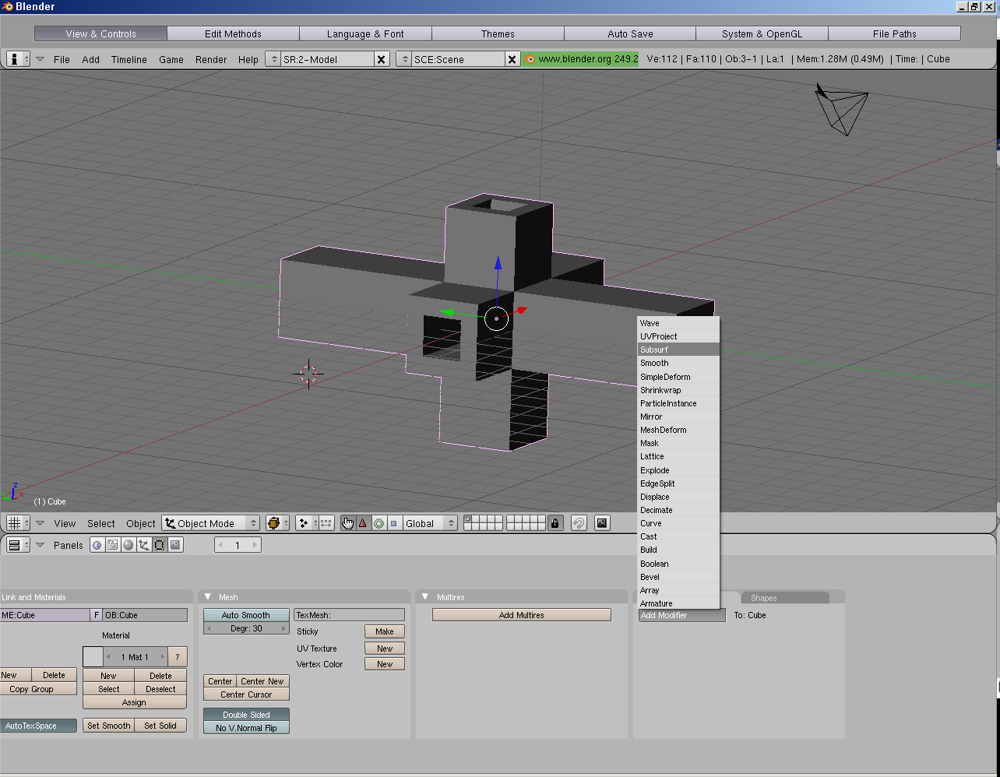 Blender
View & Controls Edit Methods Language & Font Themes Auto Save System & OpenGL File Paths
File Add Timeline Game Render Help SR:2-Model X SCE:Scene X www.blender.org 249.2 Ve:112 | Fa:110 | Ob:3-1 | La:1 | Mem:1.28M (0.49M) | Time: | Cube
Wave
UVProject
Subsurf
Smooth
SimpleDeform
Shrinkwrap
ParticleInstance
Mirror
MeshDeform
Mask
Lattice
Explode
EdgeSplit
Displace
Decimate
Curve
Cast
Build
Boolean
Bevel
Array
Armature
z
x
(1) Cube
View Select Object Object Mode Global
Panels 1
Link and Materials
ME:Cube F OB:Cube
Material
1 Mat 1 ?
New Delete New Delete
Copy Group Select Deselect
Assign
AutoTexSpace Set Smooth Set Solid
Mesh
Auto Smooth TexMesh:
Degr: 30 Sticky Make
UV Texture New
Vertex Color New
Center Center New
Center Cursor
Double Sided
No V.Normal Flip
Multires
Add Multires
Shapes
Add Modifier To: Cube